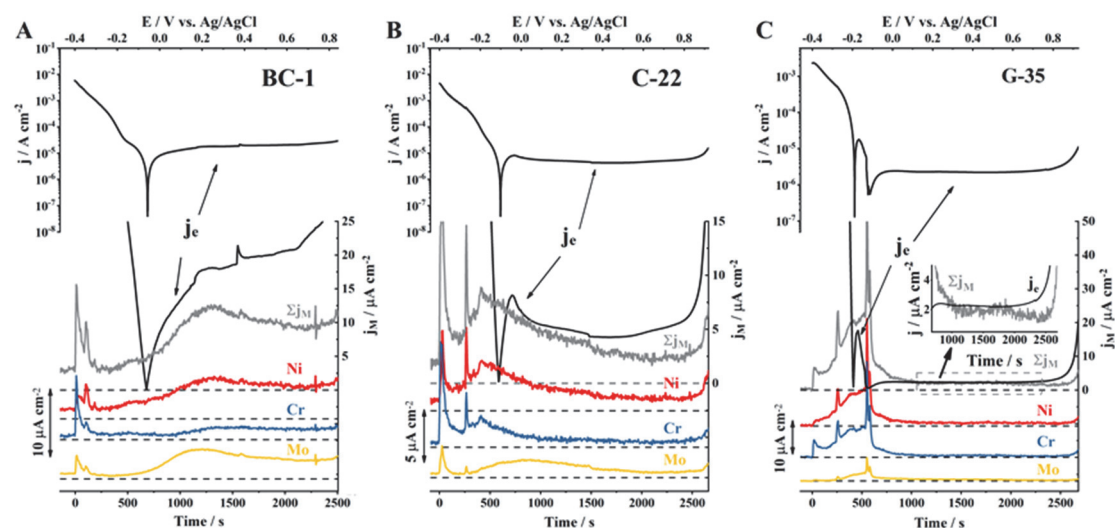 A
E / V vs. Ag/AgCl
-0.4 -0.2 0.0 0.2 0.4 0.6 0.8
BC-1
j / A cm-2
10-1
10-2
10-3
10-4
10-5
10-6
10-7
10-8
je
25
20
15
10
5
jM / µA cm-2
ΣjM
Ni
Cr
Mo
10 µA cm-2
0 500 1000 1500 2000 2500
Time / s
B
E / V vs. Ag/AgCl
-0.4 -0.2 0.0 0.2 0.4 0.6 0.8
C-22
j / A cm-2
10-1
10-2
10-3
10-4
10-5
10-6
10-7
10-8
je
15
10
5
0
jM / µA cm-2
ΣjM
Ni
Cr
Mo
5 µA cm-2
0 500 1000 1500 2000 2500
Time / s
C
E / V vs. Ag/AgCl
-0.4 -0.2 0.0 0.2 0.4 0.6 0.8
G-35
j / A cm-2
10-3
10-4
10-5
10-6
10-7
je
50
40
30
20
10
0
jM / µA cm-2
ΣjM
je
j / µA cm-2
4
2
1000 1500 2000 2500
Time / s
ΣjM
Ni
Cr
Mo
10 µA cm-2
0 500 1000 1500 2000 2500
Time / s